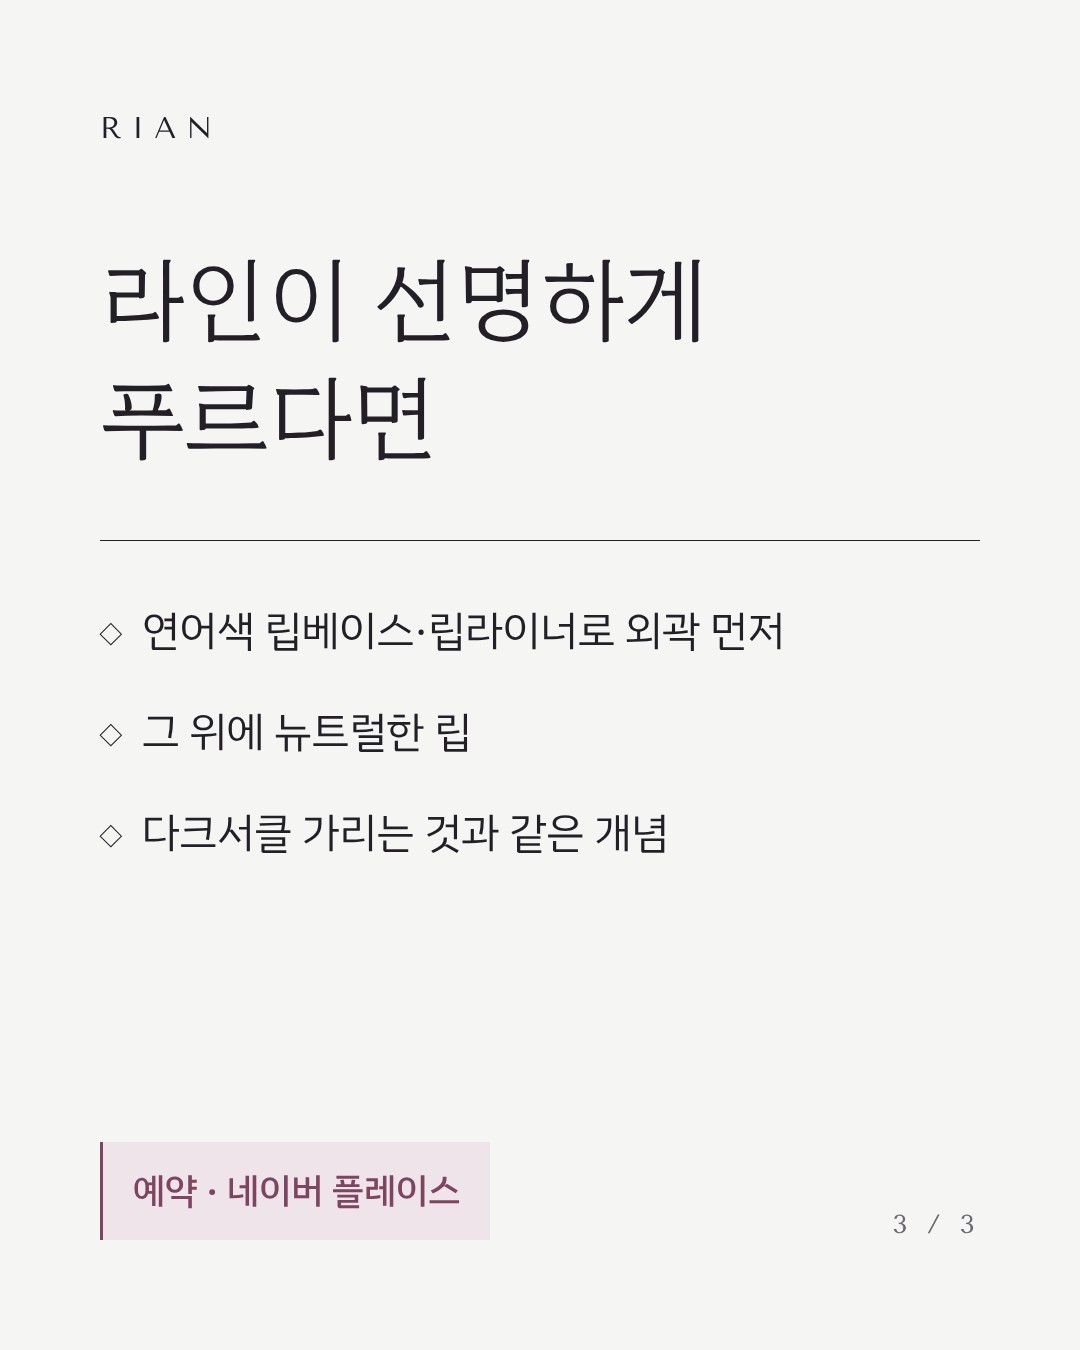 RIAN
라인이 선명하게
푸르다면
◇ 연어색 립베이스·립라이너로 외곽 먼저
◇ 그 위에 뉴트럴한 립
◇ 다크서클 가리는 것과 같은 개념
예약 · 네이버 플레이스
3 / 3